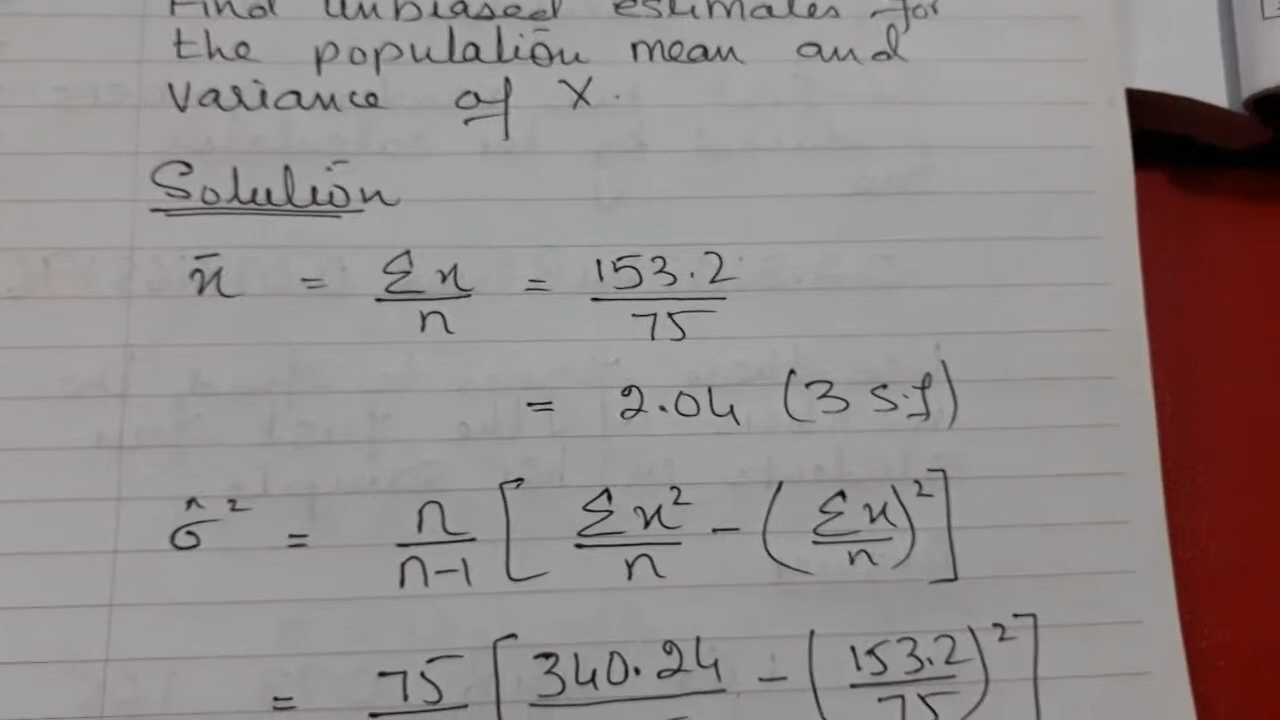 Find unbiased estimates for
the population mean and
variance of X.
Solution
x̄ = Σx/n = 153.2/75
= 2.04 (3 s.f)
σ̂² = n/n-1 [Σx²/n - (Σx/n)²]
= 75 [340.24 - (153.2/75)²]